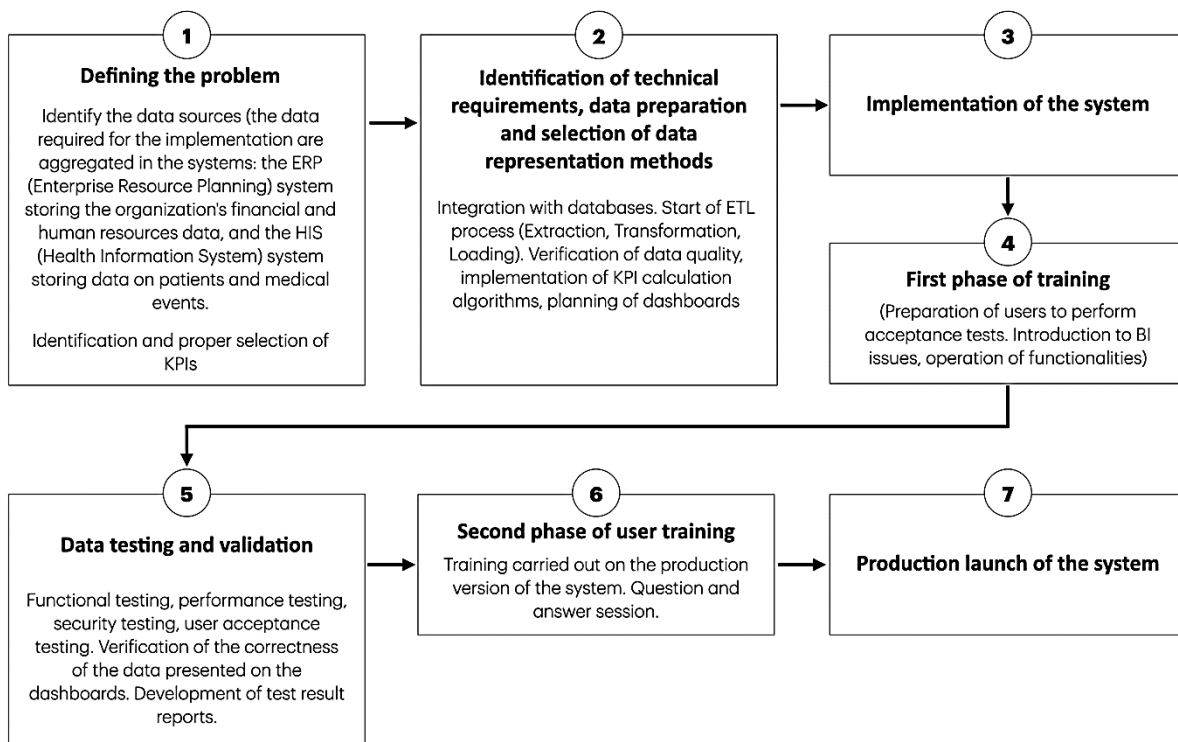 1
Defining the problem
Identify the data sources (the data
required for the implementation are
aggregated in the systems: the ERP
(Enterprise Resource Planning) system
storing the organization's financial and
human resources data, and the HIS
(Health Information System) system
storing data on patients and medical
events.
Identification and proper selection of
KPIs
2
Identification of technical
requirements, data preparation
and selection of data
representation methods
Integration with databases. Start of ETL
process (Extraction, Transformation,
Loading). Verification of data quality,
implementation of KPI calculation
algorithms, planning of dashboards
3
Implementation of the system
4
First phase of training
(Preparation of users to perform
acceptance tests. Introduction to BI
issues, operation of functionalities)
5
Data testing and validation
Functional testing, performance testing,
security testing, user acceptance
testing. Verification of the correctness
of the data presented on the
dashboards. Development of test result
reports.
6
Second phase of user training
Training carried out on the production
version of the system. Question and
answer session.
7
Production launch of the system